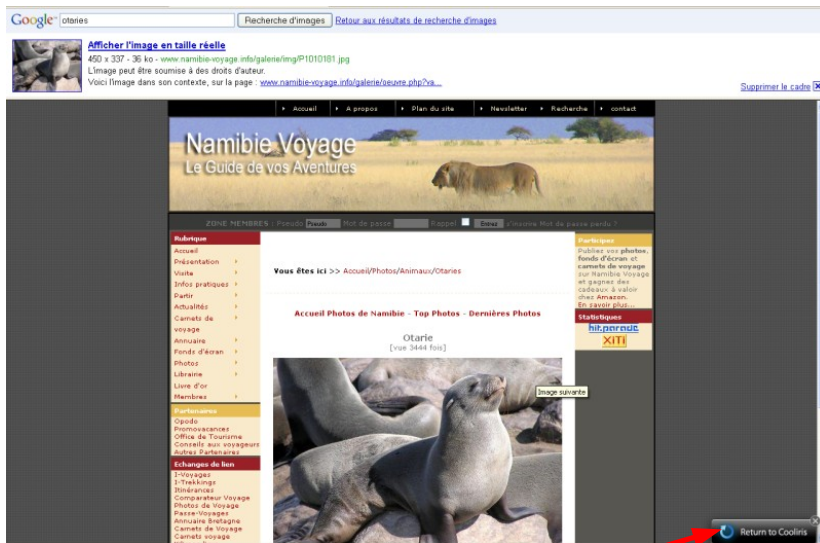 Google otaries Recherche d'images Retour aux résultats de recherche d'images
Afficher l'image en taille réelle
450 x 337 - 36 ko - www.namibie-voyage.info/galerie/img/P1010181.jpg
L'image peut être soumise à des droits d'auteur.
Voici l'image dans son contexte, sur la page : www.namibie-voyage.info/galerie/oeuvre.php?va...
Supprimer le cadre
Accueil A propos Plan du site Newsletter Recherche contact
Namibie Voyage
Le Guide de vos Aventures
ZONE MEMBRES : Pseudo Pseudo Mot de passe Rappel Entrez s'inscrire Mot de passe perdu ?
Rubrique
Accueil
Présentation
Visite
Infos pratiques
Partir
Actualités
Carnets de
voyage
Annuaire
Fonds d'écran
Photos
Librairie
Livre d'or
Membres
Partenaires
Opodo
Promovacances
Office de Tourisme
Conseils aux voyageurs
Autres Partenaires
Echanges de lien
I-Voyages
I-Trekkings
Itinérances
Comparateur Voyage
Photos de Voyage
Passe-Voyages
Annuaire Bretagne
Carnets de Voyage
Carnets voyage
Vous êtes ici >> Accueil/Photos/Animaux/Otaries
Accueil Photos de Namibie - Top Photos - Dernières Photos
Otarie
[vue 3444 fois]
Image suivante
Participez
Publiez vos photos,
fonds d'écran et
carnets de voyage
sur Namibie Voyage
et gagnez des
cadeaux à valoir
chez Amazon.
En savoir plus...
Statistiques
hit.parade
XiTi
Return to Cooliris